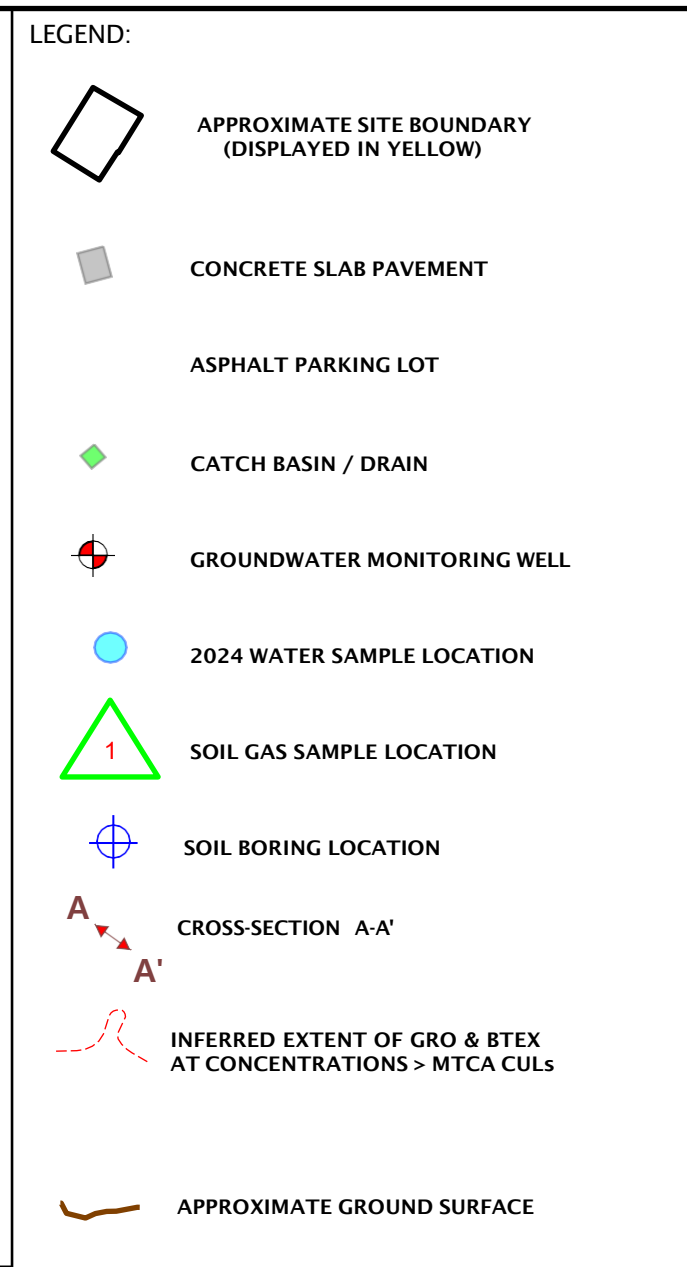 LEGEND:
APPROXIMATE SITE BOUNDARY
(DISPLAYED IN YELLOW)
CONCRETE SLAB PAVEMENT
ASPHALT PARKING LOT
CATCH BASIN / DRAIN
GROUNDWATER MONITORING WELL
2024 WATER SAMPLE LOCATION
1 SOIL GAS SAMPLE LOCATION
SOIL BORING LOCATION
A
CROSS-SECTION A-A'
A'
INFERRED EXTENT OF GRO & BTEX
AT CONCENTRATIONS > MTCA CULs
APPROXIMATE GROUND SURFACE